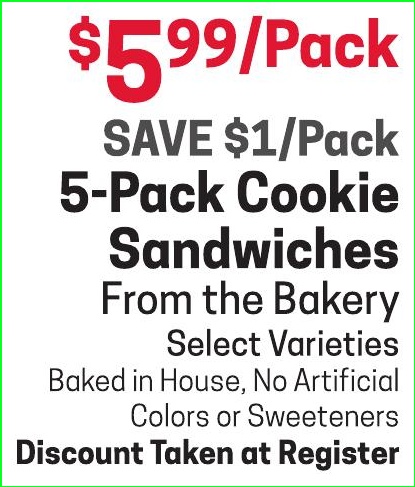 $5.99/Pack
SAVE $1/Pack
5-Pack Cookie
Sandwiches
From the Bakery
Select Varieties
Baked in House, No Artificial
Colors or Sweeteners
Discount Taken at Register